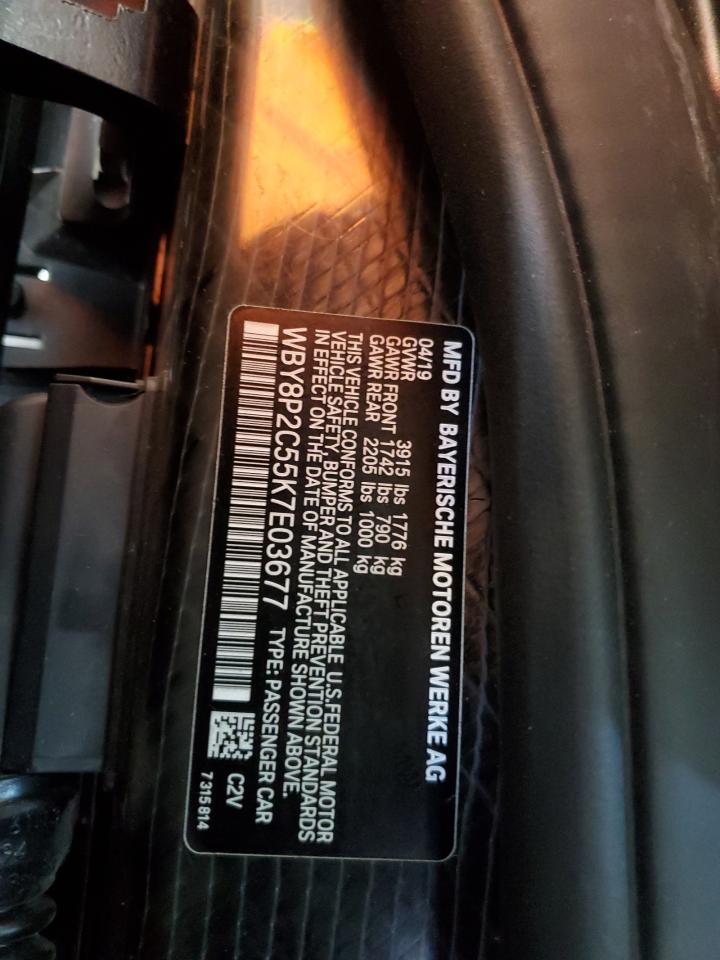 MFD BY BAYERISCHE MOTOREN WERKE AG
04/19
GVWR 3915 lbs 1776 kg
GAWR FRONT 1742 lbs 790 kg
GAWR REAR 2205 lbs 1000 kg
THIS VEHICLE CONFORMS TO ALL APPLICABLE U.S.FEDERAL MOTOR
VEHICLE SAFETY, BUMPER AND THEFT PREVENTION STANDARDS
IN EFFECT ON THE DATE OF MANUFACTURE SHOWN ABOVE.
WBY8P2C55K7E03677 TYPE: PASSENGER CAR
C2V
7315814